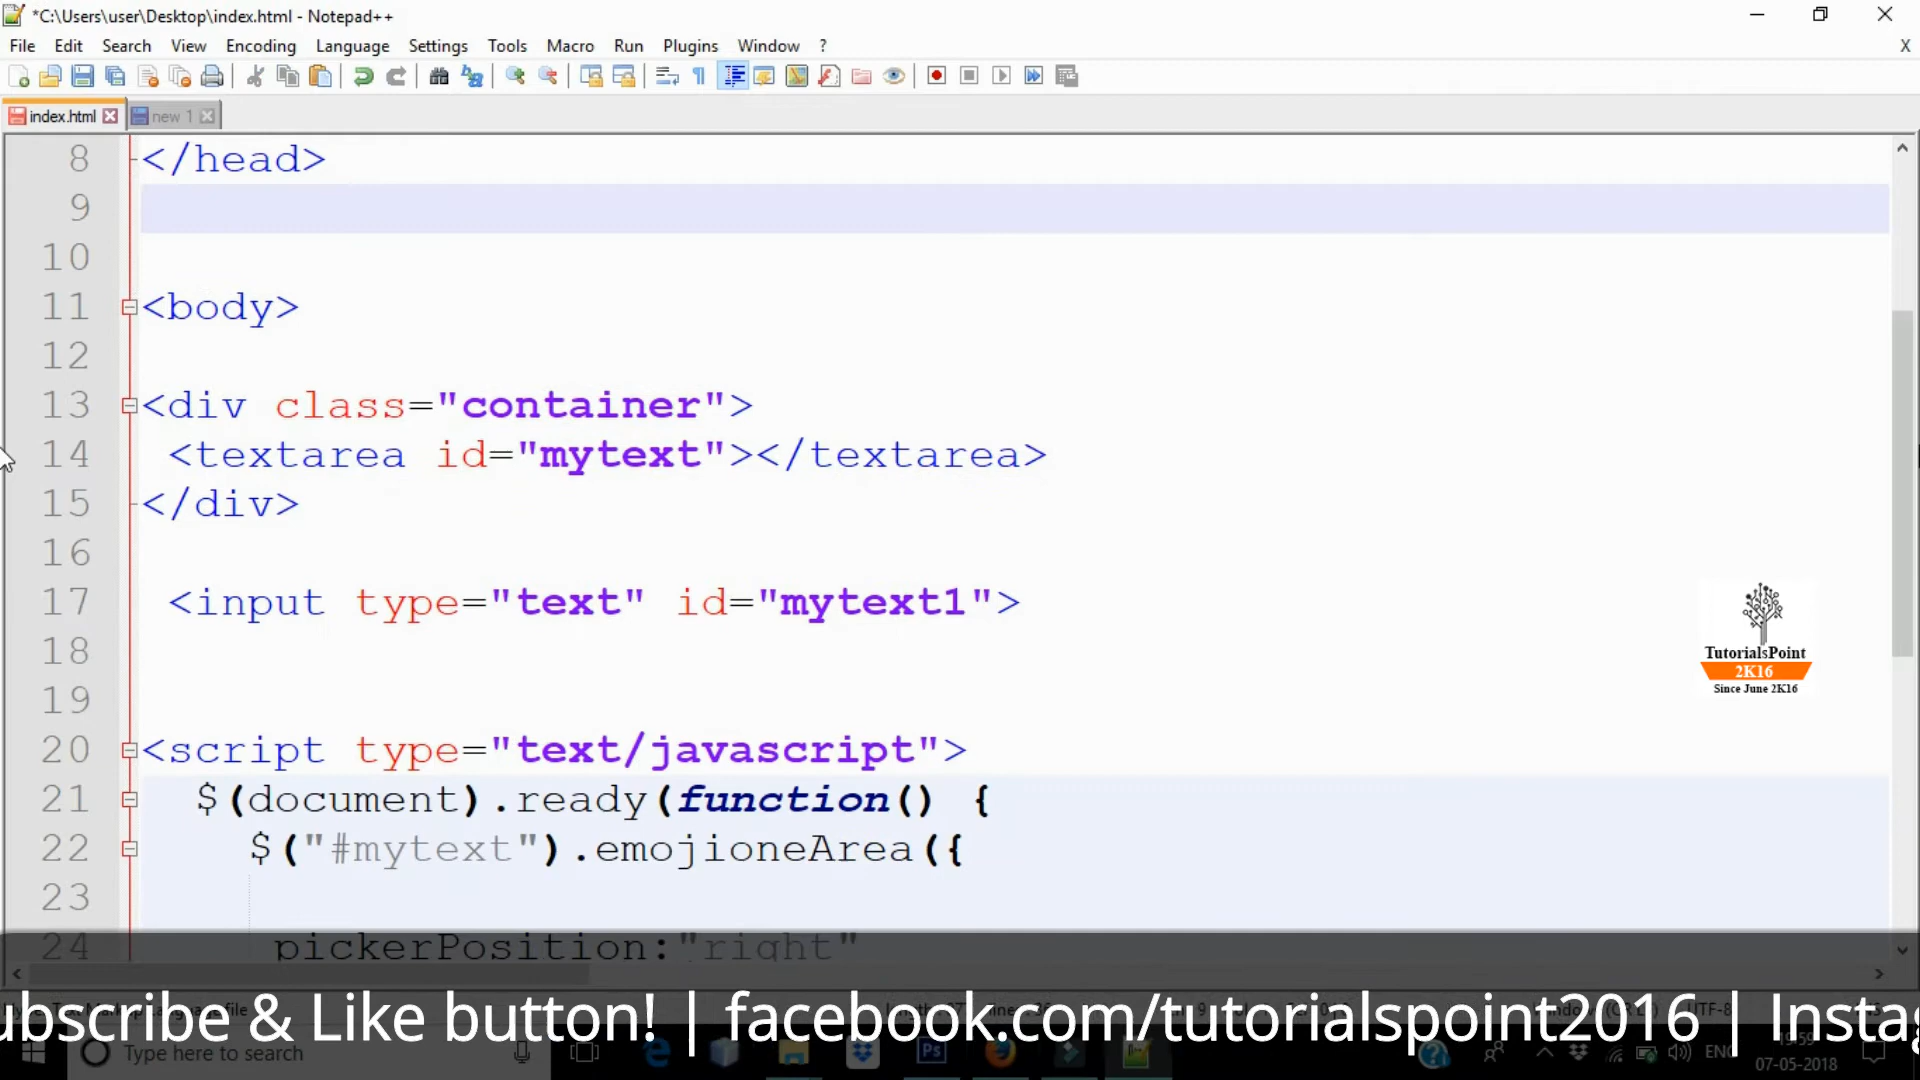 *C:\Users\user\Desktop\index.html - Notepad++
File Edit Search View Encoding Language Settings Tools Macro Run Plugins Window ? X
index.html new 1
8 </head>
9
10
11 <body>
12
13 <div class="container">
14 <textarea id="mytext"></textarea>
15 </div>
16
17 <input type="text" id="mytext1">
18
19
20 <script type="text/javascript">
21 $(document).ready(function() {
22 $("#mytext").emojioneArea({
23
24 pickerPosition:"right"
TutorialsPoint
2K16
Since June 2K16
ubscribe & Like button! | facebook.com/tutorialspoint2016 | Insta
Type here to search
Ps
ENG
19:59
07-05-2018